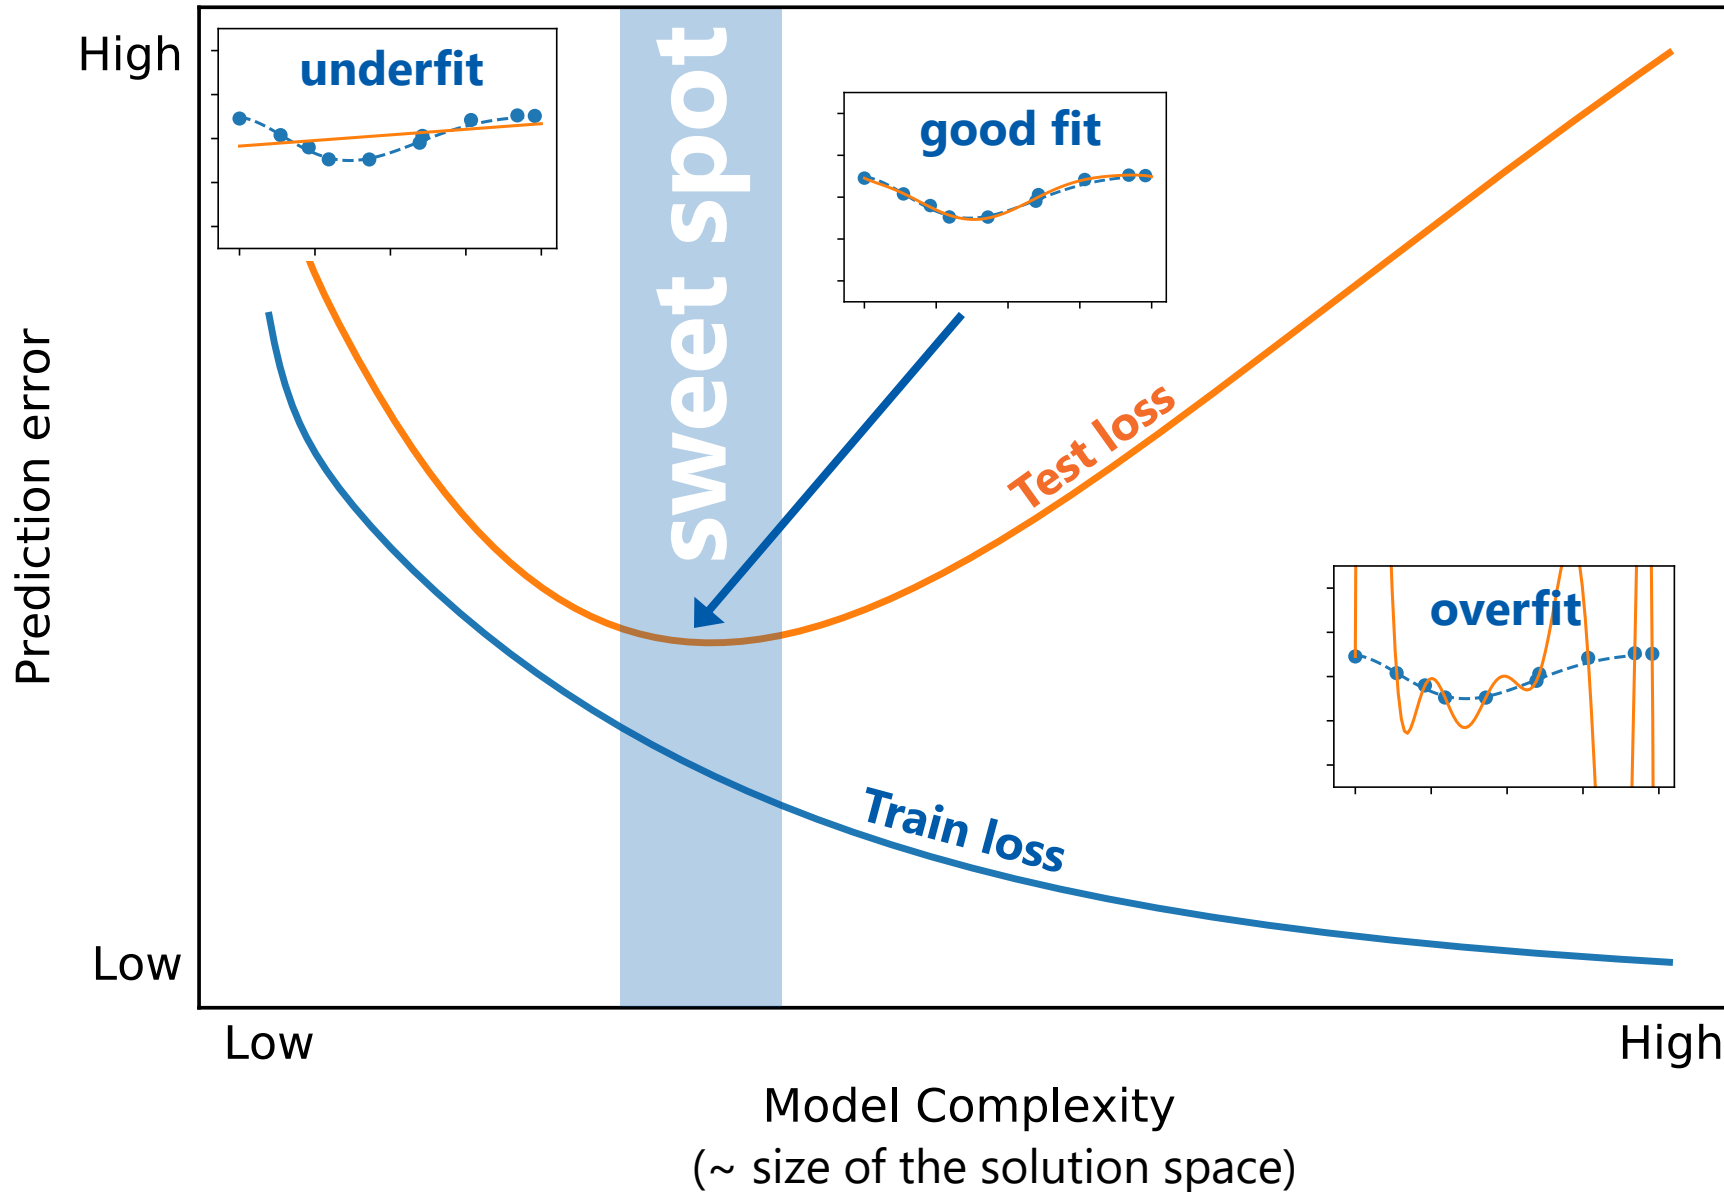 High
underfit
sweet spot
good fit
Prediction error
Test loss
overfit
Train loss
Low
Low
High
Model Complexity
(~ size of the solution space)